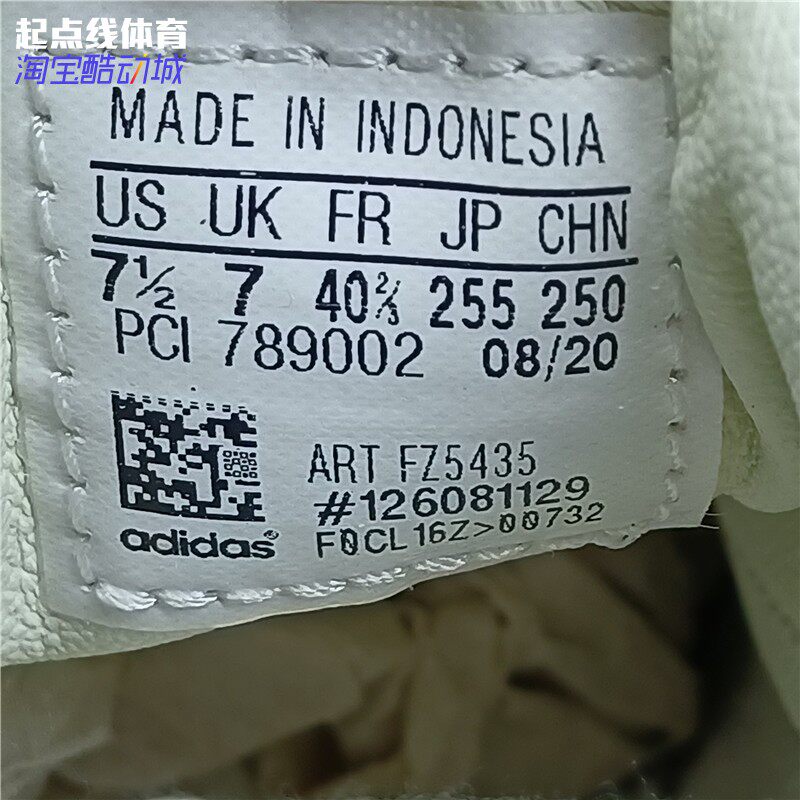 起点线体育
淘宝酷动城
MADE IN INDONESIA
US UK FR JP CHN
7½ 7 40⅔ 255 250
PCI 789002 08/20
ART FZ5435
#126081129
adidas® F0CL16Z>00732